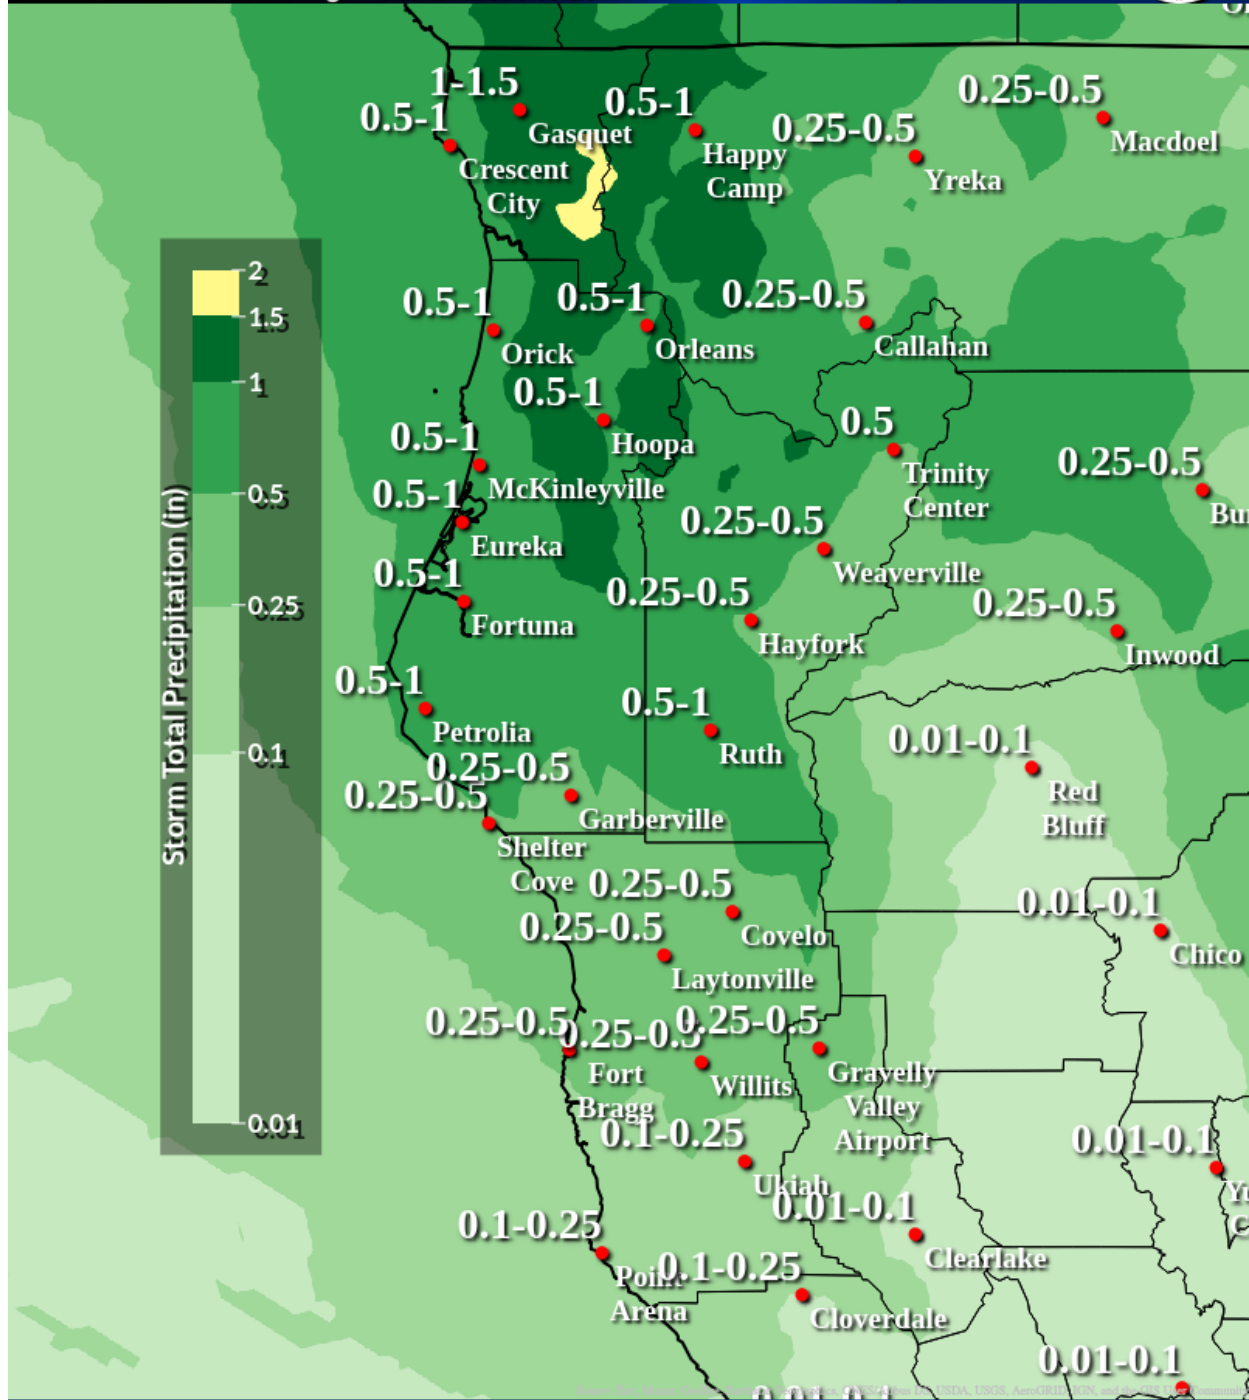 1-1.5
Gasquet
0.5-1
Crescent
City
0.5-1
Happy
Camp
0.25-0.5
Yreka
0.25-0.5
Macdoel
Storm Total Precipitation (in)
2
1.5
1
0.5
0.25
0.1
0.01
0.5-1
Orick
0.5-1
Orleans
0.25-0.5
Callahan
0.5-1
Hoopa
0.5-1
McKinleyville
0.5
Trinity
Center
0.25-0.5
Bur
0.5-1
Eureka
0.25-0.5
Weaverville
0.5-1
Fortuna
0.25-0.5
Hayfork
0.25-0.5
Inwood
0.5-1
Petrolia
0.5-1
Ruth
0.01-0.1
Red
Bluff
0.25-0.5
Garberville
0.25-0.5
Shelter
Cove
0.25-0.5
Covelo
0.01-0.1
Chico
0.25-0.5
Laytonville
0.25-0.5
Fort
Bragg
0.25-0.5
Willits
0.25-0.5
Gravelly
Valley
Airport
0.1-0.25
Ukiah
0.01-0.1
Clearlake
0.01-0.1
Yu
C
0.1-0.25
Point
Arena
0.1-0.25
Cloverdale
0.01-0.1